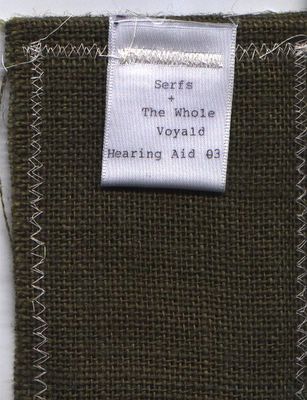 Serfs
+
The Whole
Voyald
Hearing Aid 03